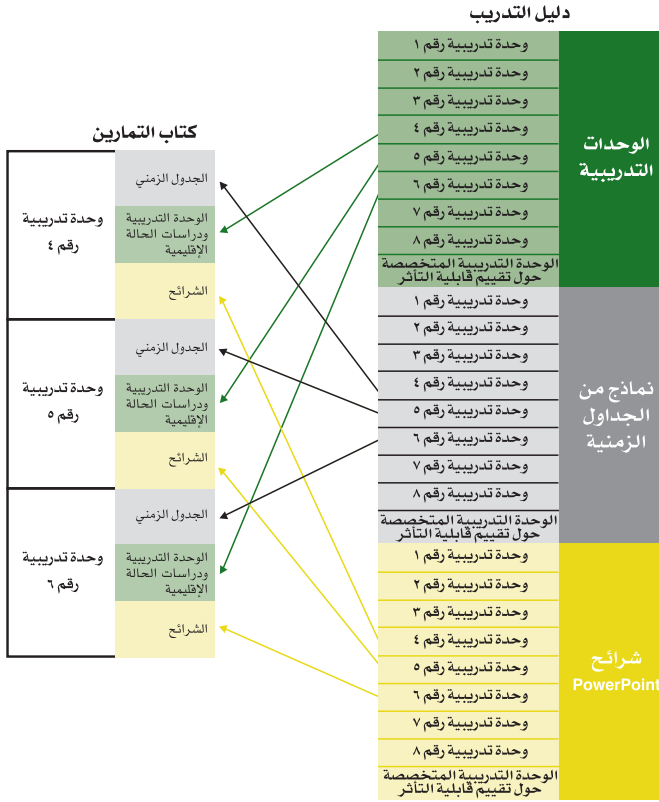 دليل التدريب
الوحدات
التدريبية
وحدة تدريبية رقم ١
وحدة تدريبية رقم ٢
وحدة تدريبية رقم ٣
وحدة تدريبية رقم ٤
وحدة تدريبية رقم ٥
وحدة تدريبية رقم ٦
وحدة تدريبية رقم ٧
وحدة تدريبية رقم ٨
الوحدة التدريبية المتخصصة
حول تقييم قابلية التأثر
نماذج من
الجداول
الزمنية
وحدة تدريبية رقم ١
وحدة تدريبية رقم ٢
وحدة تدريبية رقم ٣
وحدة تدريبية رقم ٤
وحدة تدريبية رقم ٥
وحدة تدريبية رقم ٦
وحدة تدريبية رقم ٧
وحدة تدريبية رقم ٨
الوحدة التدريبية المتخصصة
حول تقييم قابلية التأثر
شرائح
PowerPoint
وحدة تدريبية رقم ١
وحدة تدريبية رقم ٢
وحدة تدريبية رقم ٣
وحدة تدريبية رقم ٤
وحدة تدريبية رقم ٥
وحدة تدريبية رقم ٦
وحدة تدريبية رقم ٧
وحدة تدريبية رقم ٨
الوحدة التدريبية المتخصصة
حول تقييم قابلية التأثر
كتاب التمارين
الجدول الزمني
الوحدة التدريبية
ودراسات الحالة
الإقليمية
الشرائح
وحدة تدريبية
رقم ٤
الجدول الزمني
الوحدة التدريبية
ودراسات الحالة
الإقليمية
الشرائح
وحدة تدريبية
رقم ٥
الجدول الزمني
الوحدة التدريبية
ودراسات الحالة
الإقليمية
الشرائح
وحدة تدريبية
رقم ٦